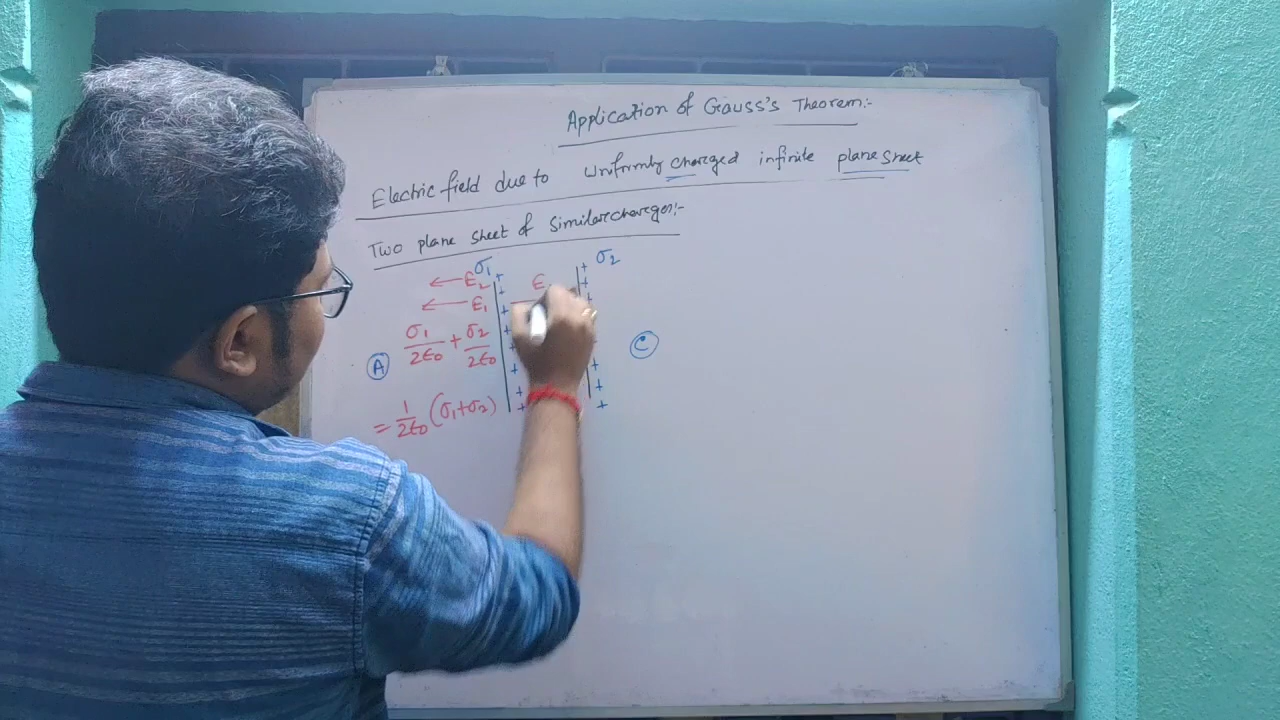 Application of Gauss's Theorem:-
Electric field due to Uniformly charged infinite plane sheet
Two plane sheet of similar charges:-
σ1 σ2
← E2 E
← E1
σ1/2ε0 + σ2/2ε0
A C
= 1/2ε0 (σ1+σ2)